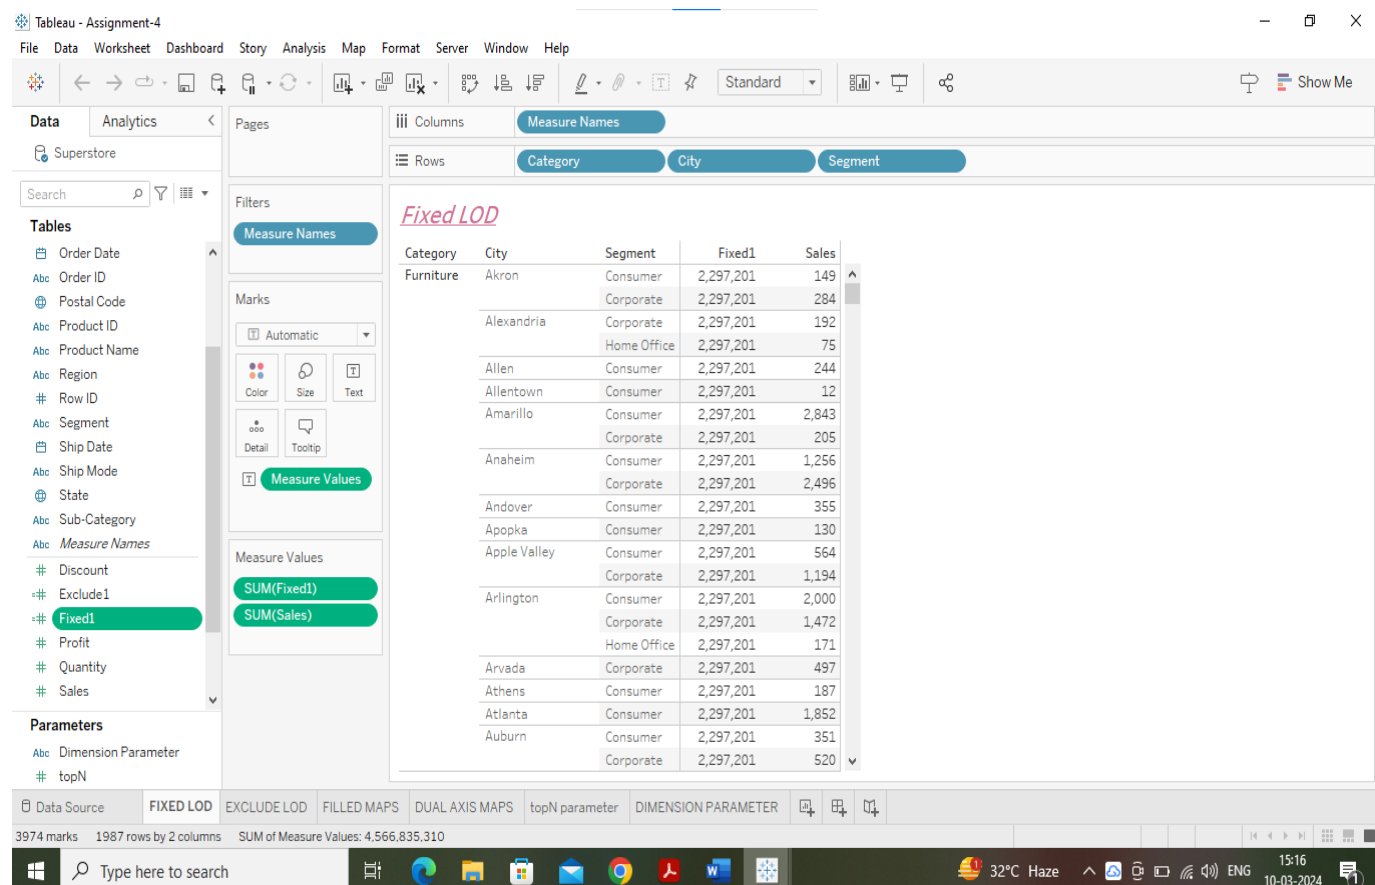 Tableau - Assignment-4
File Data Worksheet Dashboard Story Analysis Map Format Server Window Help
Standard
Show Me
Data Analytics
Superstore
Search
Tables
Order Date
Abc Order ID
Postal Code
Abc Product ID
Abc Product Name
Abc Region
# Row ID
Abc Segment
Ship Date
Abc Ship Mode
State
Abc Sub-Category
Abc Measure Names
# Discount
=# Exclude1
=# Fixed1
# Profit
# Quantity
# Sales
Parameters
Abc Dimension Parameter
# topN
Pages
Filters
Measure Names
Marks
T Automatic
Color Size Text
Detail Tooltip
T Measure Values
Measure Values
SUM(Fixed1)
SUM(Sales)
iii Columns Measure Names
Rows Category City Segment
Fixed LOD
Category City Segment Fixed1 Sales
Furniture Akron Consumer 2,297,201 149
Corporate 2,297,201 284
Alexandria Corporate 2,297,201 192
Home Office 2,297,201 75
Allen Consumer 2,297,201 244
Allentown Consumer 2,297,201 12
Amarillo Consumer 2,297,201 2,843
Corporate 2,297,201 205
Anaheim Consumer 2,297,201 1,256
Corporate 2,297,201 2,496
Andover Consumer 2,297,201 355
Apopka Consumer 2,297,201 130
Apple Valley Consumer 2,297,201 564
Corporate 2,297,201 1,194
Arlington Consumer 2,297,201 2,000
Corporate 2,297,201 1,472
Home Office 2,297,201 171
Arvada Corporate 2,297,201 497
Athens Consumer 2,297,201 187
Atlanta Consumer 2,297,201 1,852
Auburn Consumer 2,297,201 351
Corporate 2,297,201 520
Data Source FIXED LOD EXCLUDE LOD FILLED MAPS DUAL AXIS MAPS topN parameter DIMENSION PARAMETER
3974 marks 1987 rows by 2 columns SUM of Measure Values: 4,566,835,310
Type here to search
32°C Haze
ENG
15:16
10-03-2024